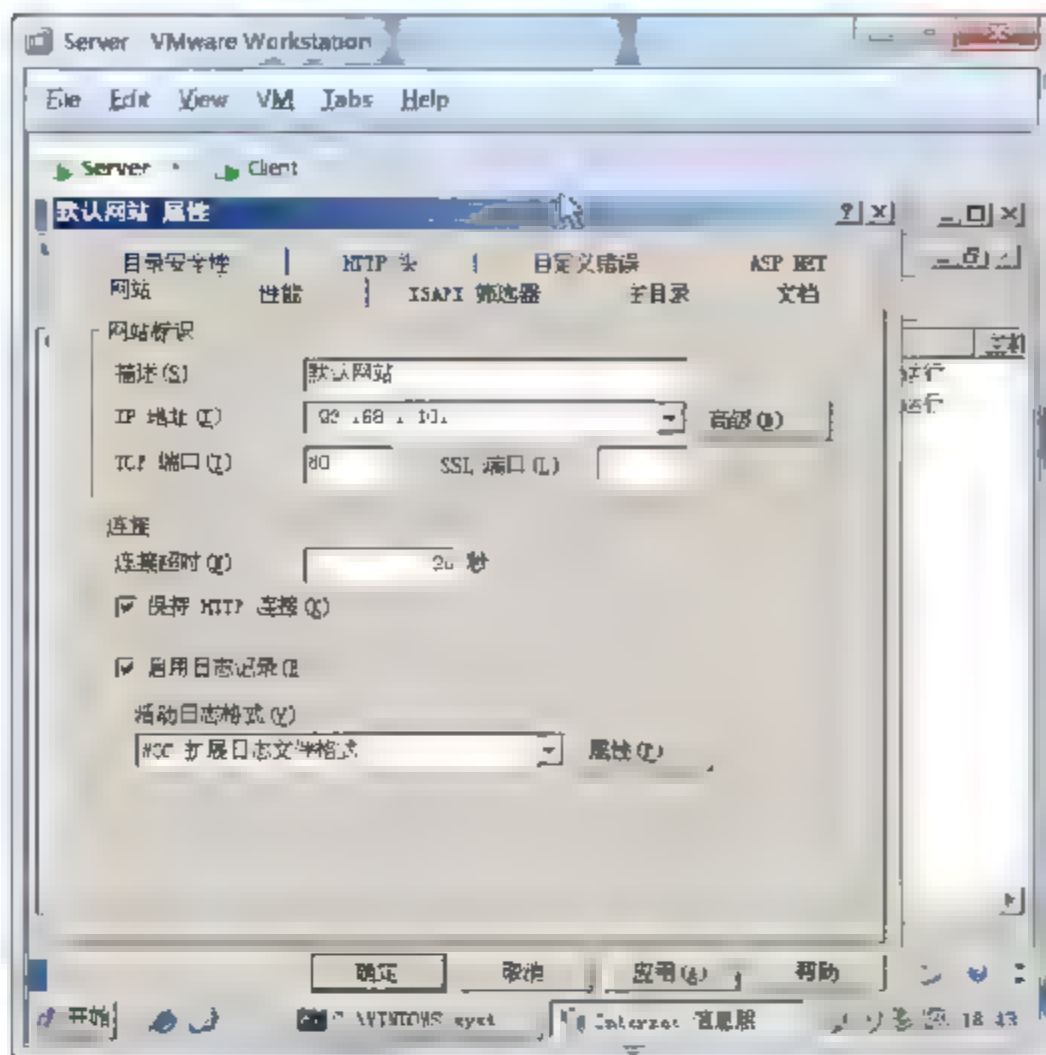 Server VMware Workstation
File Edit View VM Tabs Help
Server Client
默认网站 属性
目录安全性 HTTP 头 自定义错误 ASP.NET
网站 性能 ISAPI 筛选器 主目录 文档
网站标识
描述(S) 默认网站
IP 地址(I) 高级(D)
TCP 端口(T) 80 SSL 端口(L)
连接
连接超时(N) 秒
保持 HTTP 连接(K)
启用日志记录(E
活动日志格式(V)
W3C 扩展日志文件格式 属性(P)
确定 取消 应用(A) 帮助
开始 Internet 18 43